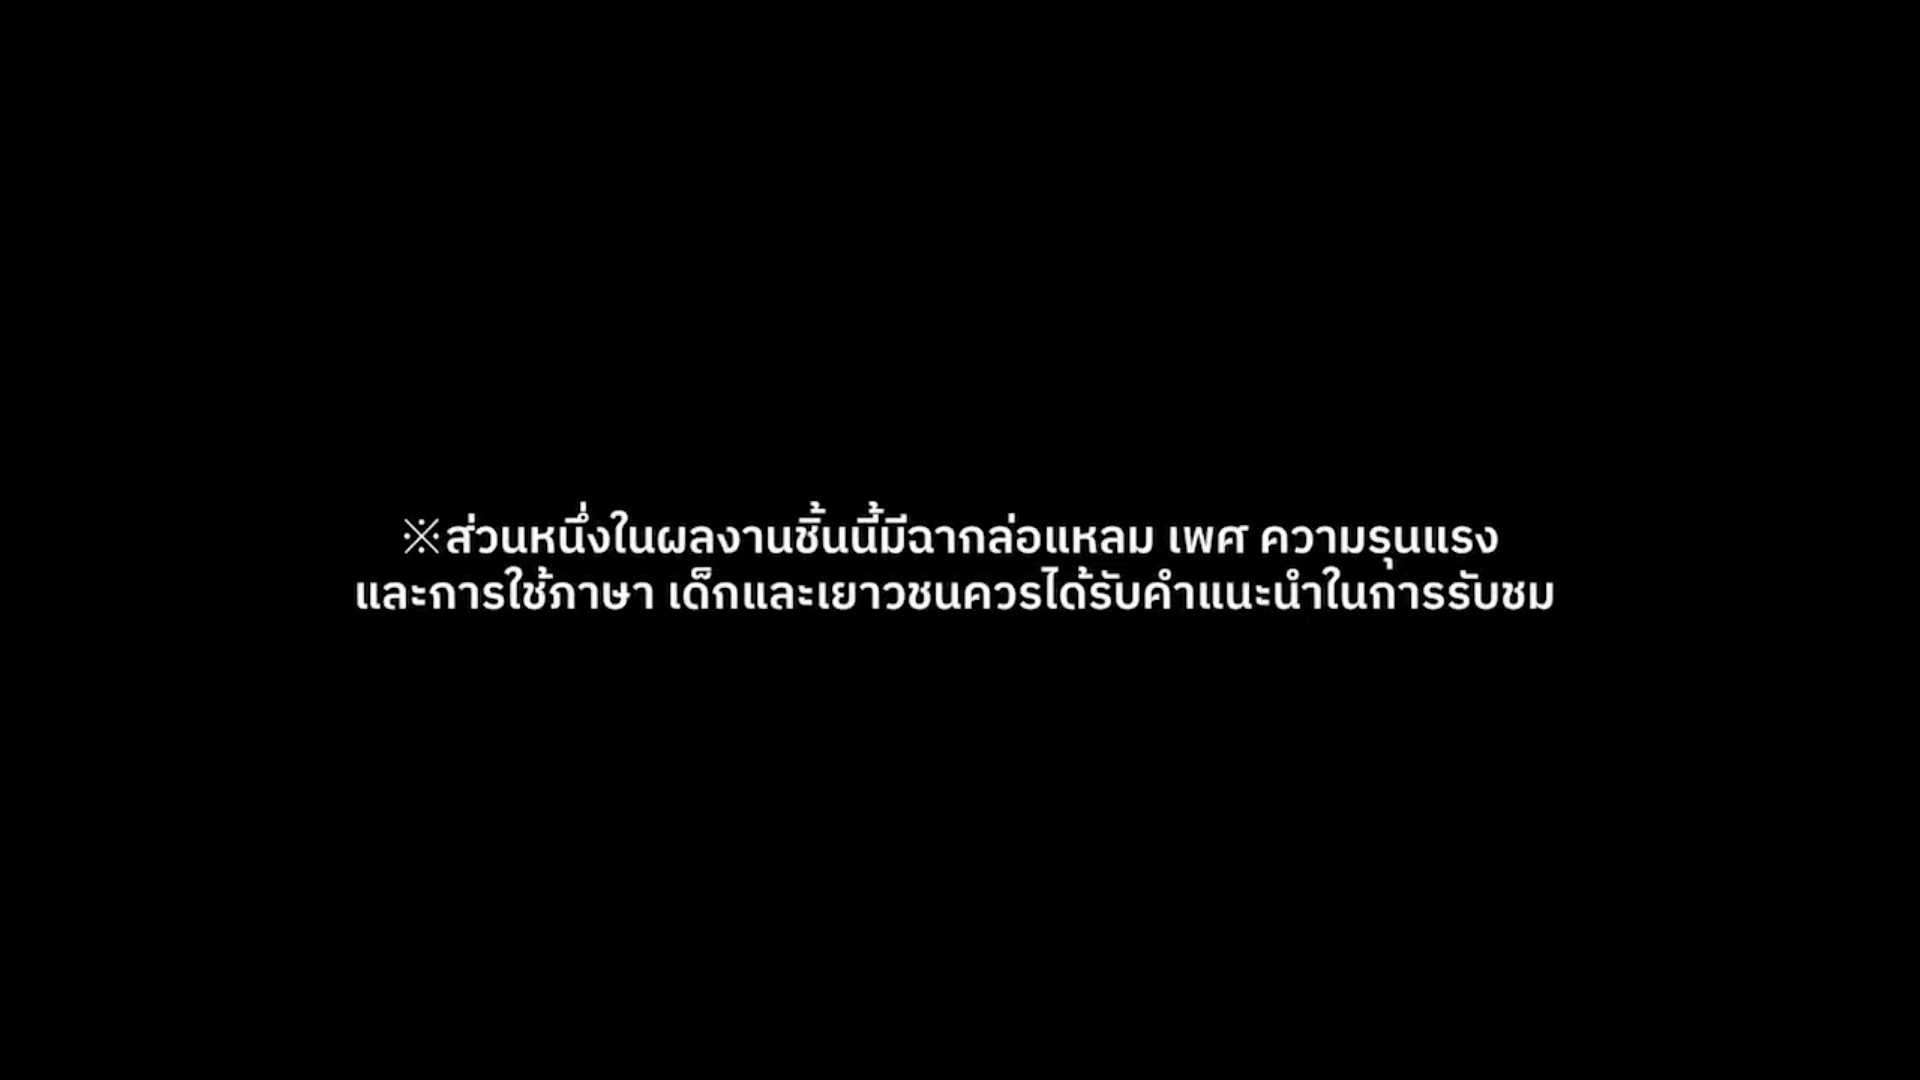 ※ส่วนหนึ่งในผลงานชิ้นนี้มีฉากล่อแหลม เพศ ความรุนแรง
และการใช้ภาษา เด็กและเยาวชนควรได้รับคำแนะนำในการรับชม